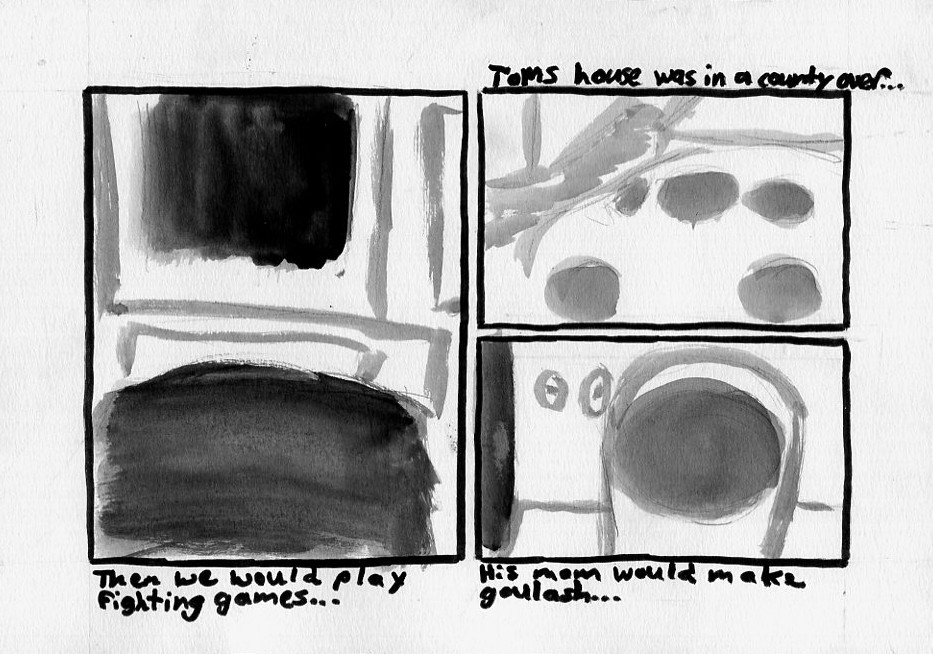 Toms house was in a county over...
Then we would play
Fighting games...
His mom would make
goulash...